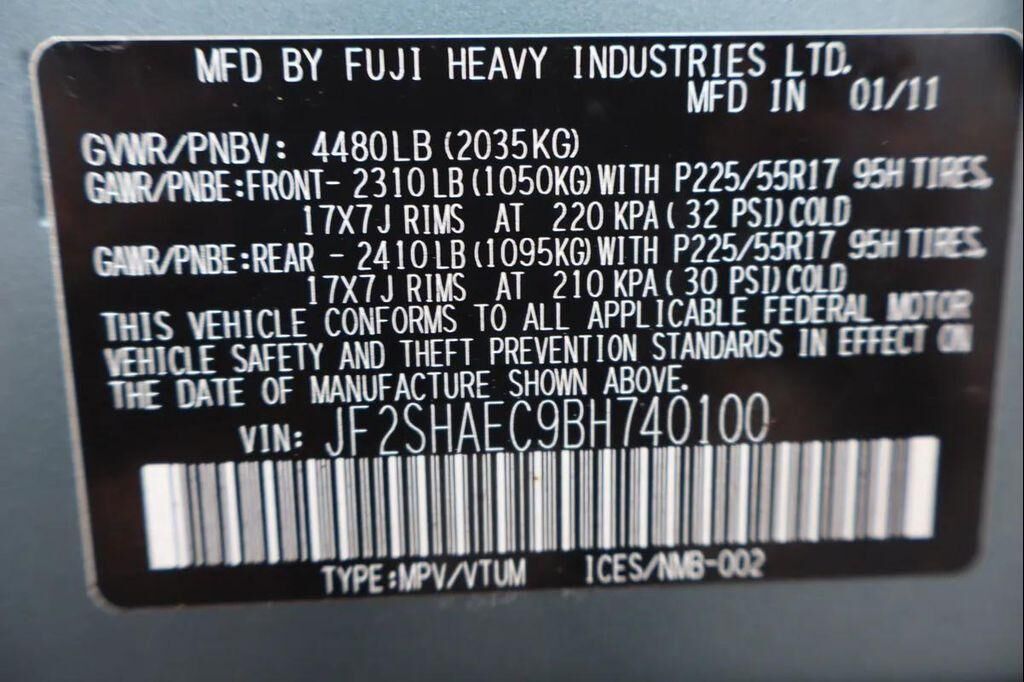 MFD BY FUJI HEAVY INDUSTRIES LTD.
MFD IN 01/11
GVWR/PNBV: 4480LB (2035KG)
GAWR/PNBE:FRONT- 2310LB(1050KG)WITH P225/55R17 95H TIRES.
17X7J RIMS AT 220 KPA( 32 PSI)COLD
GAWR/PNBE:REAR - 2410LB(1095KG)WITH P225/55R17 95H TIRES.
17X7J RIMS AT 210 KPA( 30 PSI)COLD
THIS VEHICLE CONFORMS TO ALL APPLICABLE FEDERAL MOTOR
VEHICLE SAFETY AND THEFT PREVENTION STANDARDS IN EFFECT ON
THE DATE OF MANUFACTURE SHOWN ABOVE.
VIN: JF2SHAEC9BH740100
TYPE:MPV/VTUM ICES/NMB-002